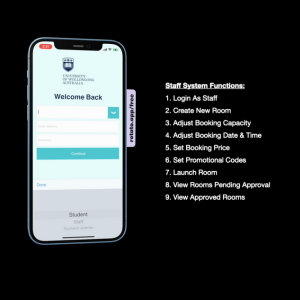 UNIVERSITY
OF WOLLONGONG
AUSTRALIA
Welcome Back
Continue
Done
Student
Staff
rotato.app/free
Staff System Functions:
1. Login As Staff
2. Create New Room
3. Adjust Booking Capacity
4. Adjust Booking Date & Time
5. Set Booking Price
6. Set Promotional Codes
7. Launch Room
8. View Rooms Pending Approval
9. View Approved Rooms